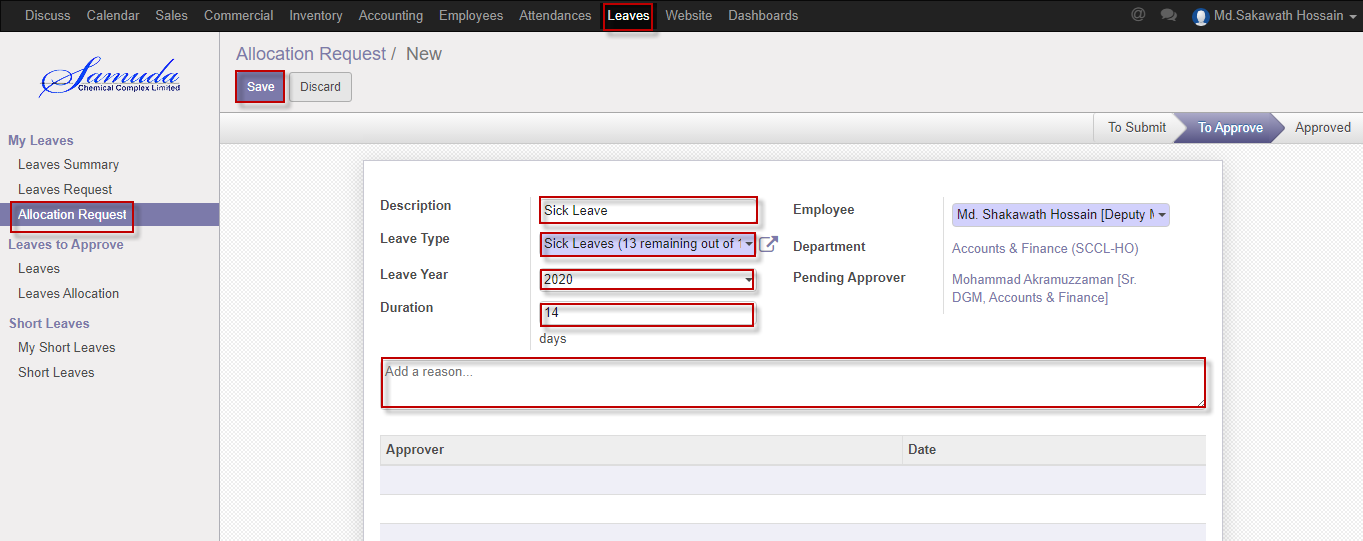 Discuss Calendar Sales Commercial Inventory Accounting Employees Attendances Leaves Website Dashboards @ Md.Sakawath Hossain
Samuda
Chemical Complex Limited
Allocation Request / New
Save Discard
To Submit To Approve Approved
My Leaves
Leaves Summary
Leaves Request
Allocation Request
Leaves to Approve
Leaves
Leaves Allocation
Short Leaves
My Short Leaves
Short Leaves
Description Sick Leave
Leave Type Sick Leaves (13 remaining out of 1
Leave Year 2020
Duration 14
days
Employee Md. Shakawath Hossain [Deputy M
Department Accounts & Finance (SCCL-HO)
Pending Approver Mohammad Akramuzzaman [Sr.
DGM, Accounts & Finance]
Add a reason...
Approver Date